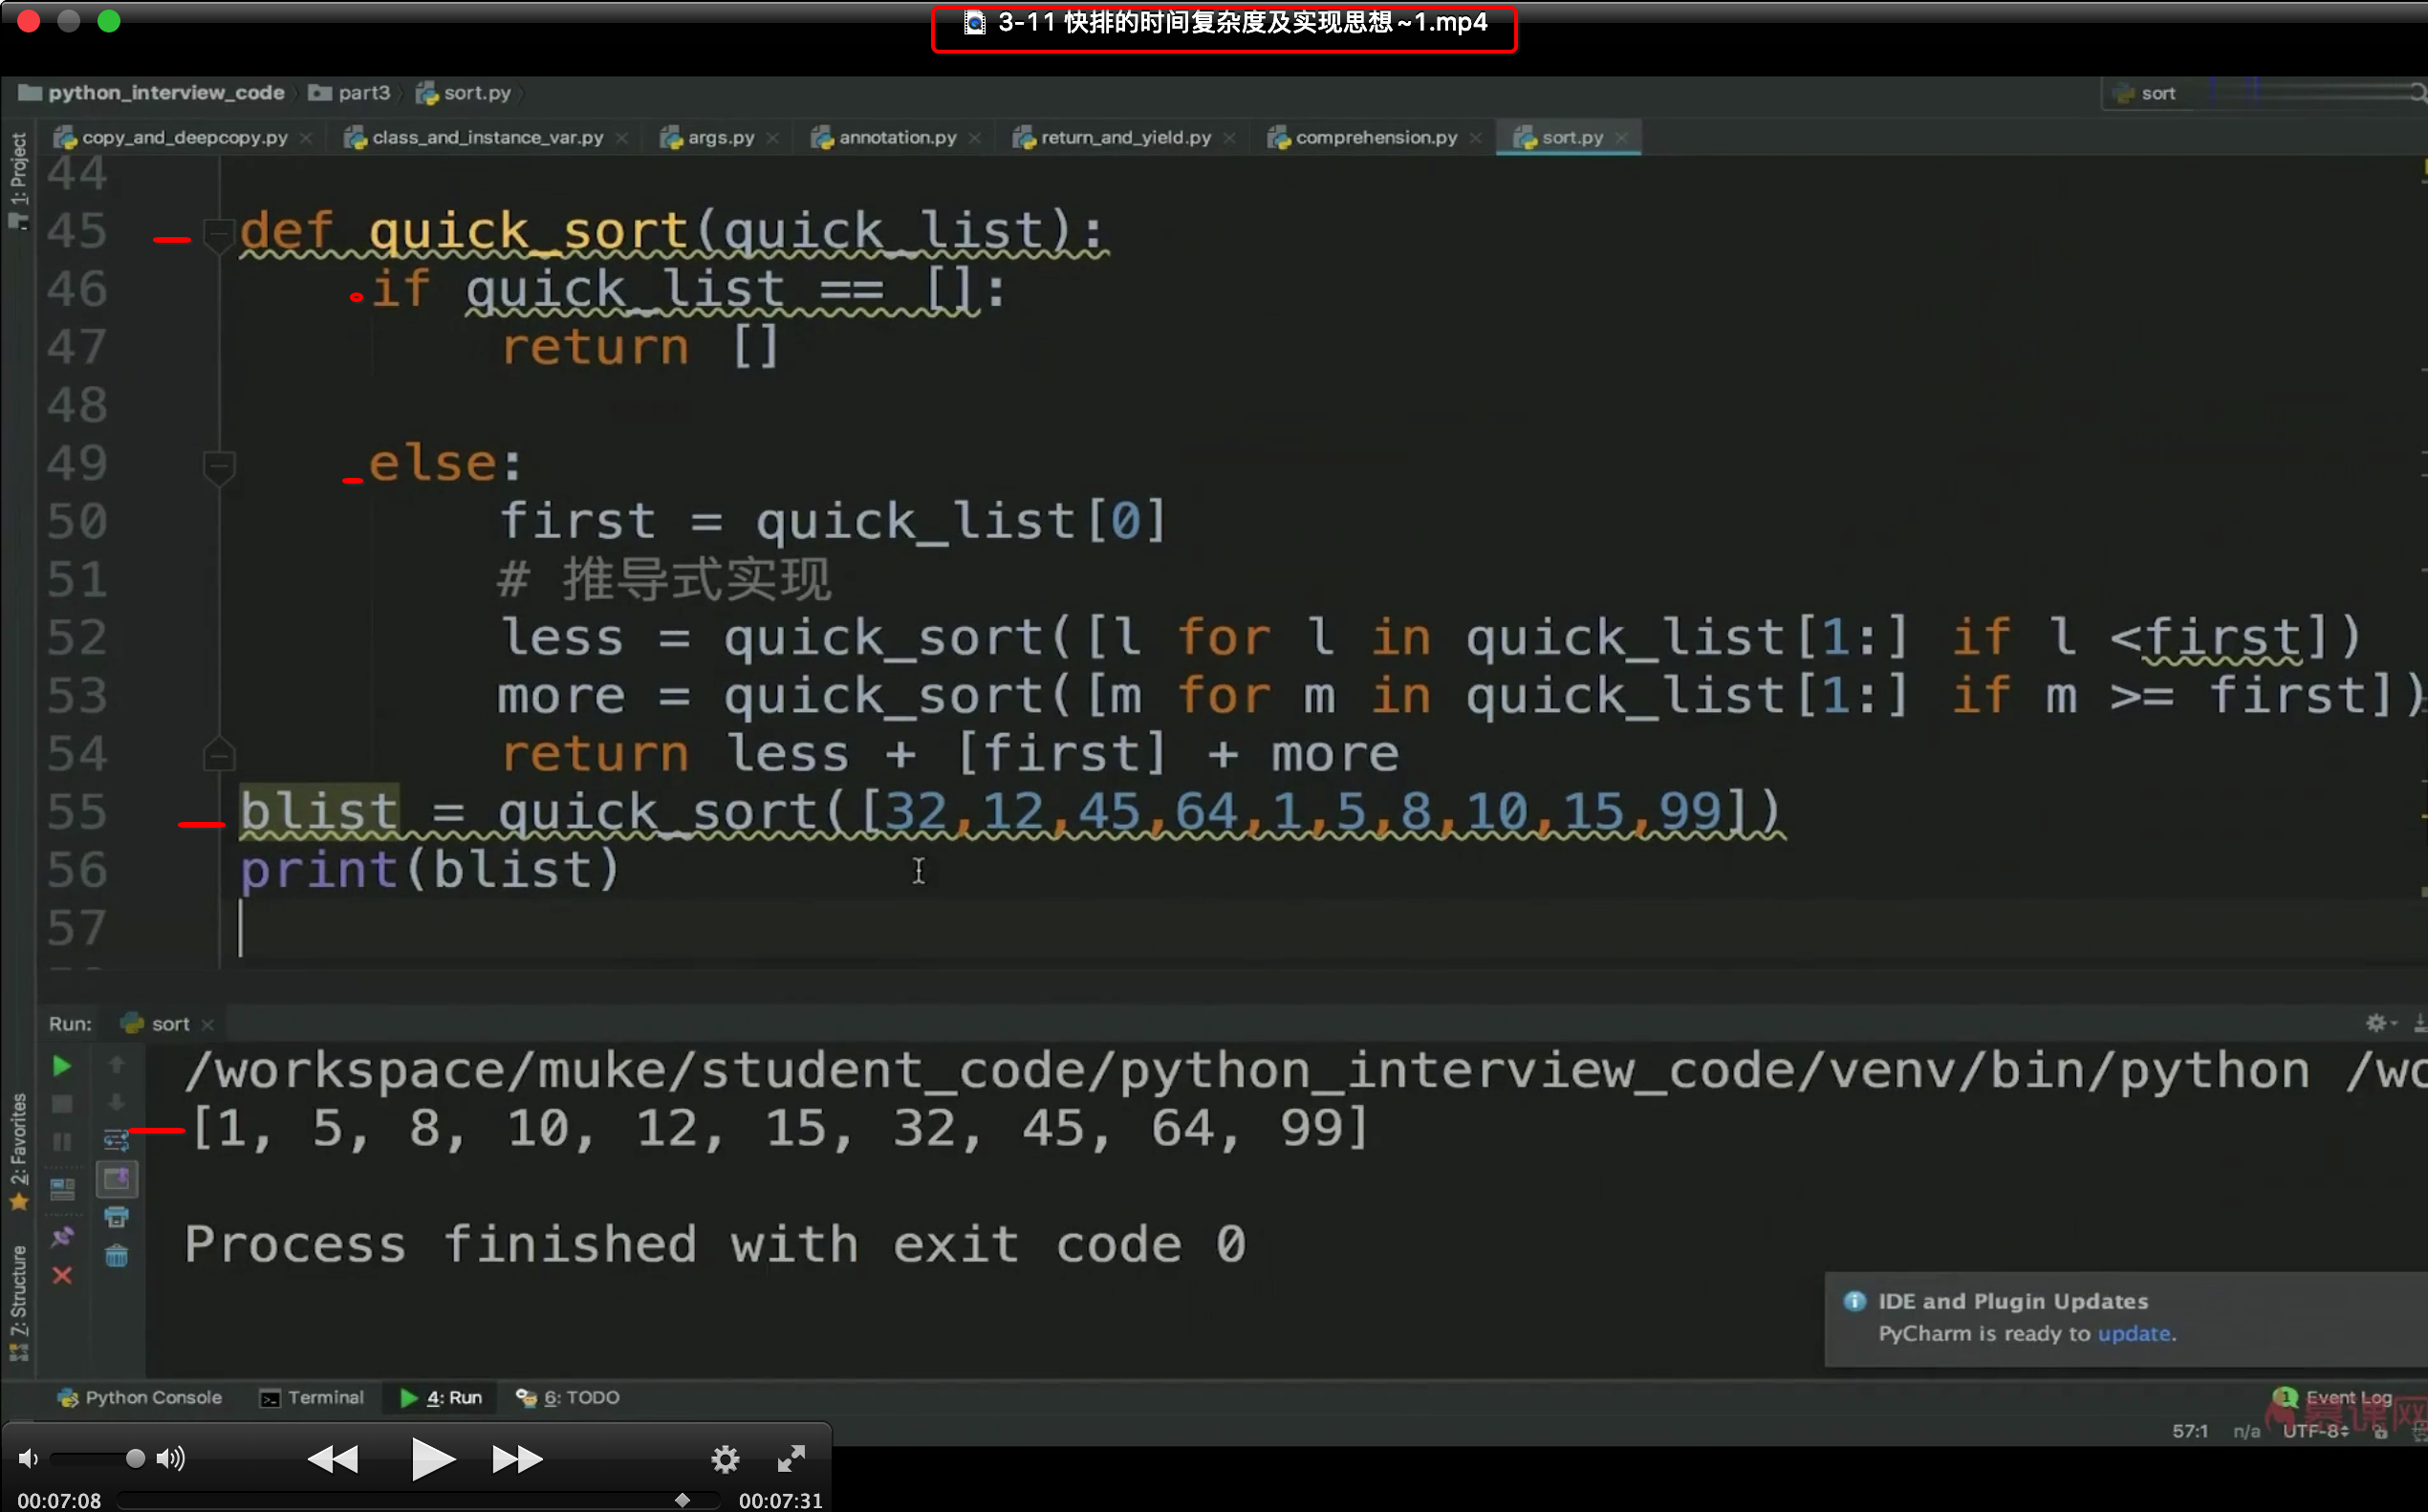 3-11 快排的时间复杂度及实现思想~1.mp4
python_interview_code part3 sort.py
sort
copy_and_deepcopy.py class_and_instance_var.py args.py annotation.py return_and_yield.py comprehension.py sort.py
1: Project
44
45 def quick_sort(quick_list):
46 if quick_list == []:
47 return []
48
49 else:
50 first = quick_list[0]
51 # 推导式实现
52 less = quick_sort([l for l in quick_list[1:] if l <first])
53 more = quick_sort([m for m in quick_list[1:] if m >= first])
54 return less + [first] + more
55 blist = quick_sort([32,12,45,64,1,5,8,10,15,99])
56 print(blist)
57
Run: sort
/workspace/muke/student_code/python_interview_code/venv/bin/python /wo
[1, 5, 8, 10, 12, 15, 32, 45, 64, 99]
Process finished with exit code 0
2: Favorites
Z: Structure
IDE and Plugin Updates
PyCharm is ready to update.
Python Console Terminal 4: Run 6: TODO
1 Event Log
慕课网
57:1 n/a UTF-8
00:07:08 00:07:31